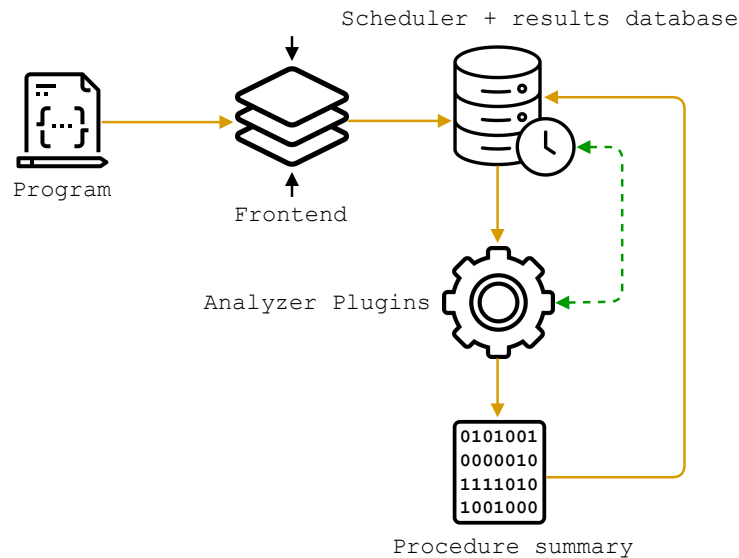 Scheduler + results database
{...}
Program
Frontend
Analyzer Plugins
0101001
0000010
1111010
1001000
Procedure summary